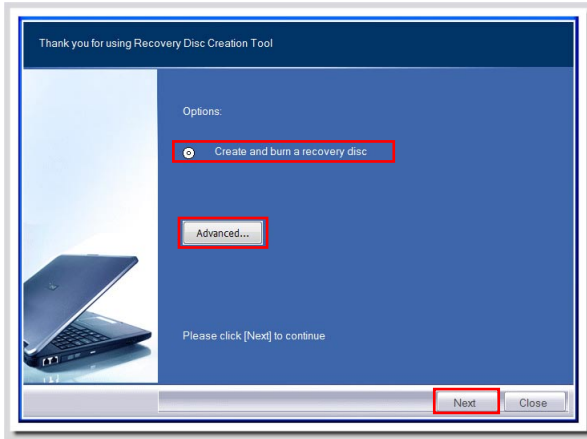 Thank you for using Recovery Disc Creation Tool
Options:
Create and burn a recovery disc
Advanced...
Please click [Next] to continue
Next
Close